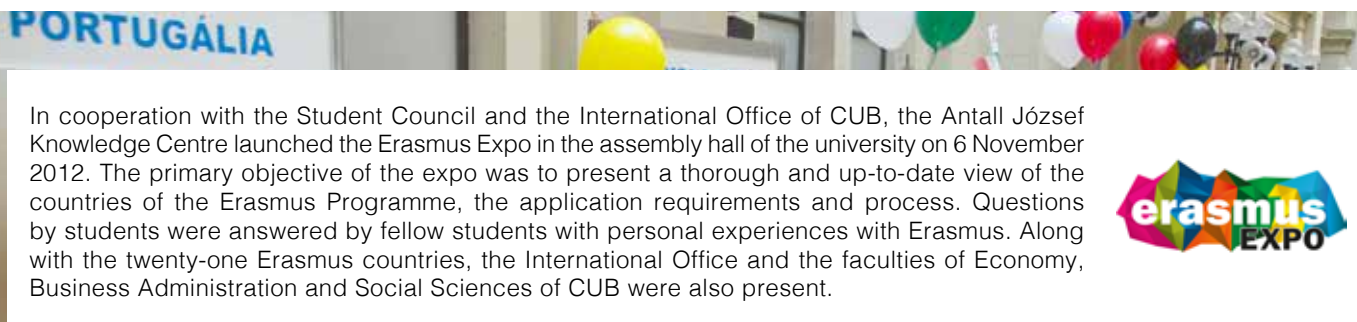 PORTUGÁLIA
In cooperation with the Student Council and the International Office of CUB, the Antall József
Knowledge Centre launched the Erasmus Expo in the assembly hall of the university on 6 November
2012. The primary objective of the expo was to present a thorough and up-to-date view of the
countries of the Erasmus Programme, the application requirements and process. Questions
by students were answered by fellow students with personal experiences with Erasmus. Along
with the twenty-one Erasmus countries, the International Office and the faculties of Economy,
Business Administration and Social Sciences of CUB were also present.
erasmus
EXPO